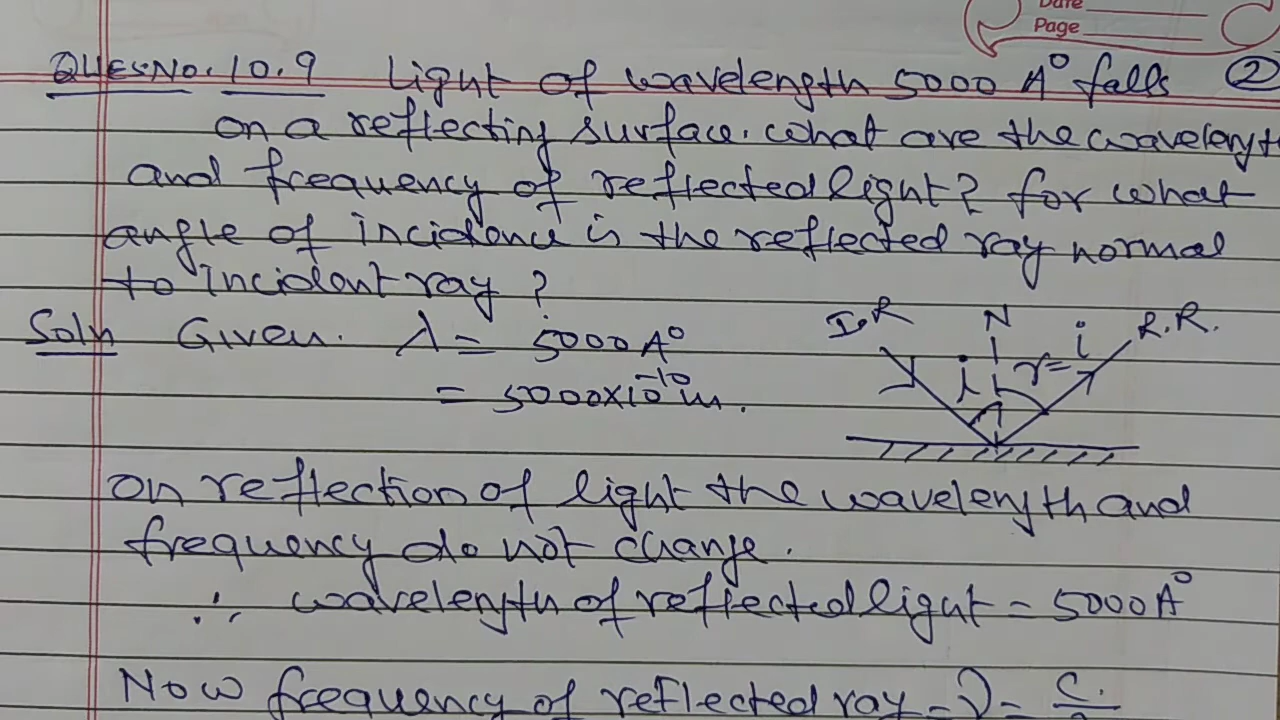 Date
Page
QUESNO. 10.9 Light of wavelength 5000 A° falls ②
on a reflecting surface. What are the wavelength
and frequency of reflected light? for what
angle of incidence is the reflected ray normal
to incident ray ?
Soln Given. λ = 5000 A°
= 5000×10⁻¹⁰ m.
I.R N i R.R.
i r=
On reflection of light the wavelength and
frequency do not change.
∴ wavelength of reflected light = 5000 A°
Now frequency of reflected ray = ν = c